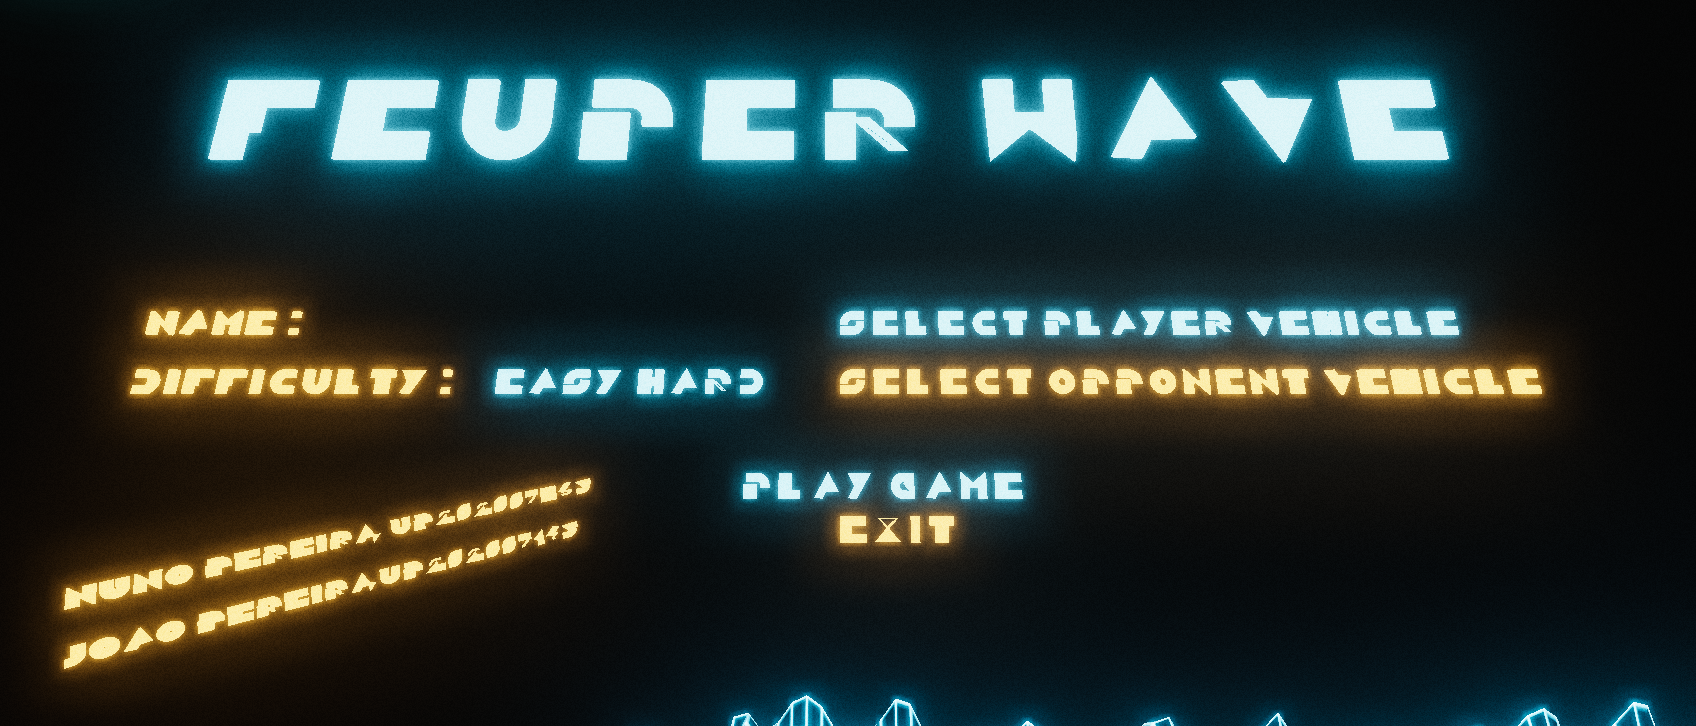 FEUPER WAVE
NAME:
DIFFICULTY: EASY HARD
SELECT PLAYER VEHICLE
SELECT OPPONENT VEHICLE
PLAY GAME
EXIT
NUNO PEREIRA
JOAO PEREIRA